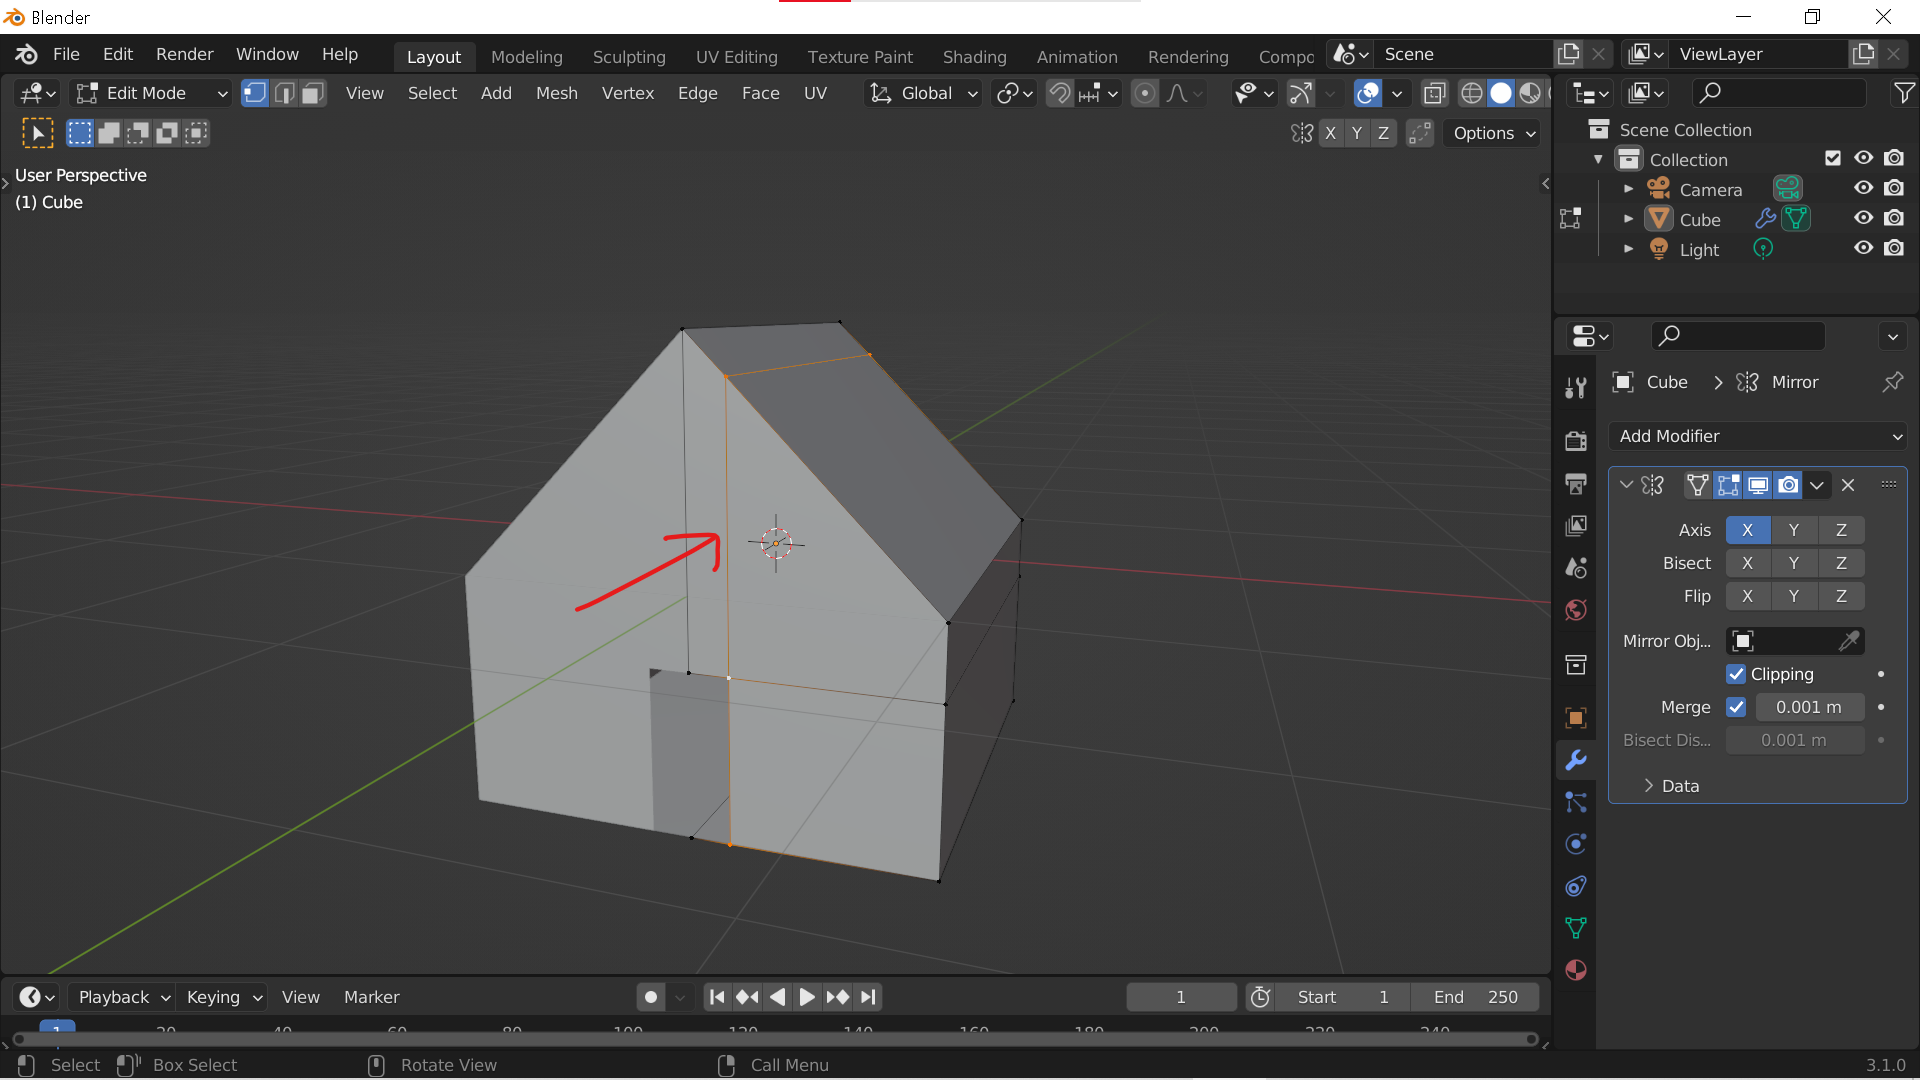 Blender
File Edit Render Window Help Layout Modeling Sculpting UV Editing Texture Paint Shading Animation Rendering Compo Scene ViewLayer
Edit Mode View Select Add Mesh Vertex Edge Face UV Global
X Y Z Options
User Perspective
(1) Cube
Scene Collection
Collection
Camera
Cube
Light
Cube Mirror
Add Modifier
Axis X Y Z
Bisect X Y Z
Flip X Y Z
Mirror Obj...
Clipping
Merge 0.001 m
Bisect Dis... 0.001 m
Data
Playback Keying View Marker 1 Start 1 End 250
1 20 40 60 80 100 120 140 160 180 200 220 240
Select Box Select Rotate View Call Menu 3.1.0